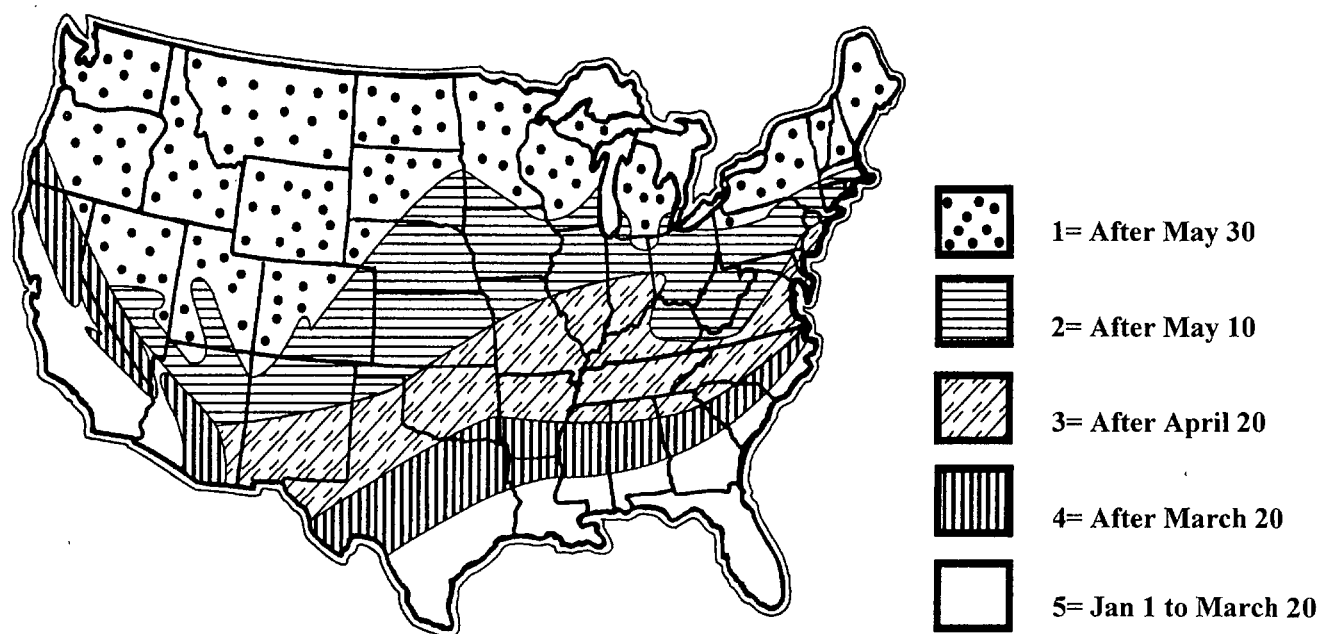 1= After May 30
2= After May 10
3= After April 20
4= After March 20
5= Jan 1 to March 20